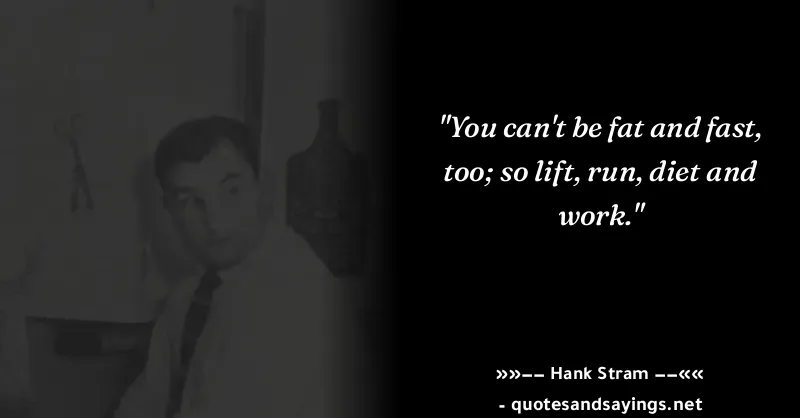 "You can't be fat and fast,
too; so lift, run, diet and
work."
»»–– Hank Stram ––««
- quotesandsayings.net